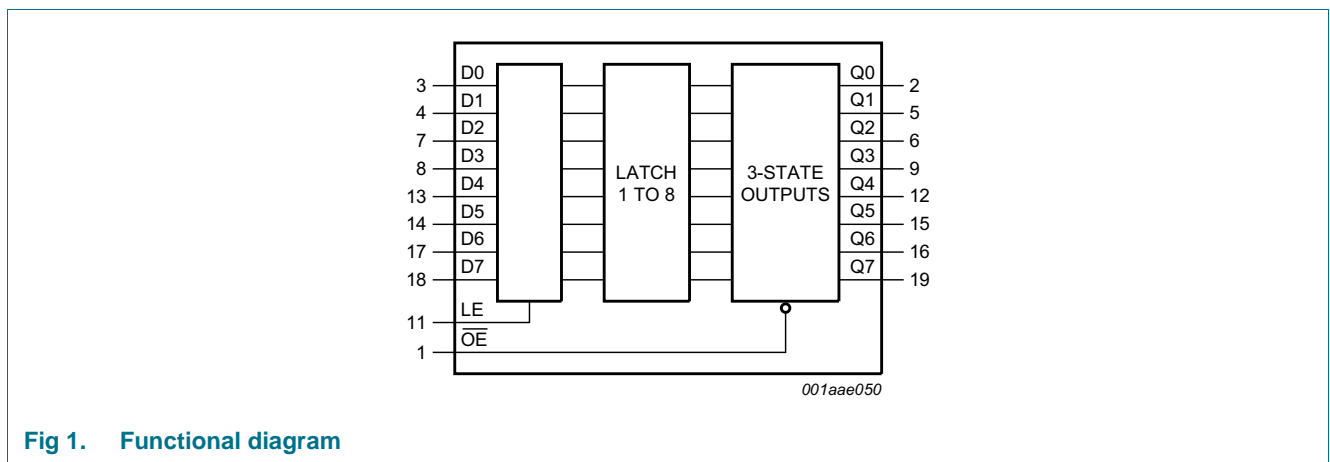 3 D0 Q0 2
4 D1 Q1 5
7 D2 Q2 6
8 D3 Q3 9
LATCH 1 TO 8
3-STATE OUTPUTS
13 D4 Q4 12
14 D5 Q5 15
17 D6 Q6 16
18 D7 Q7 19
11 LE
1 O̅E̅
001aae050
Fig 1. Functional diagram